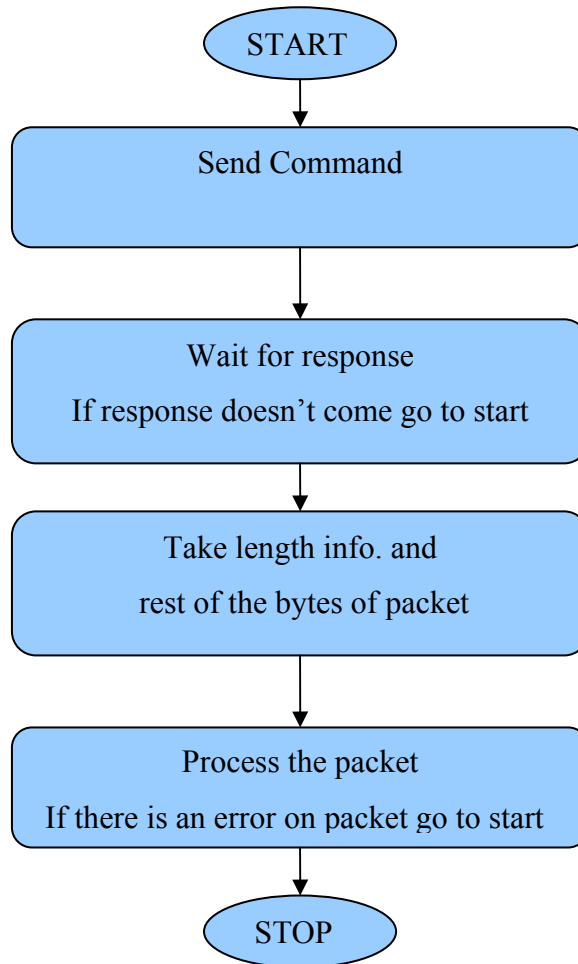 START
Send Command
Wait for response
If response doesn’t come go to start
Take length info. and
rest of the bytes of packet
Process the packet
If there is an error on packet go to start
STOP